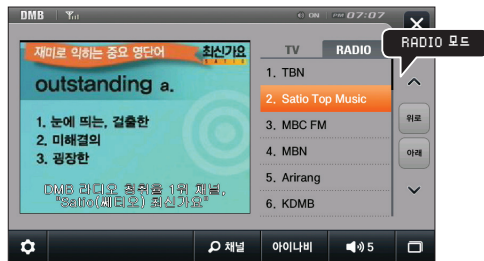 DMB
ON PM 07:07
RADIO 모드
재미로 익히는 중요 영단어
최신가요
SATIO
outstanding a.
1. 눈에 띄는, 걸출한
2. 미해결의
3. 굉장한
DMB 라디오 청취율 1위 채널,
"Satio(쌔티오) 최신가요"
TV RADIO
1. TBN
2. Satio Top Music
3. MBC FM
4. MBN
5. Arirang
6. KDMB
위로
아래
채널 아이나비 5